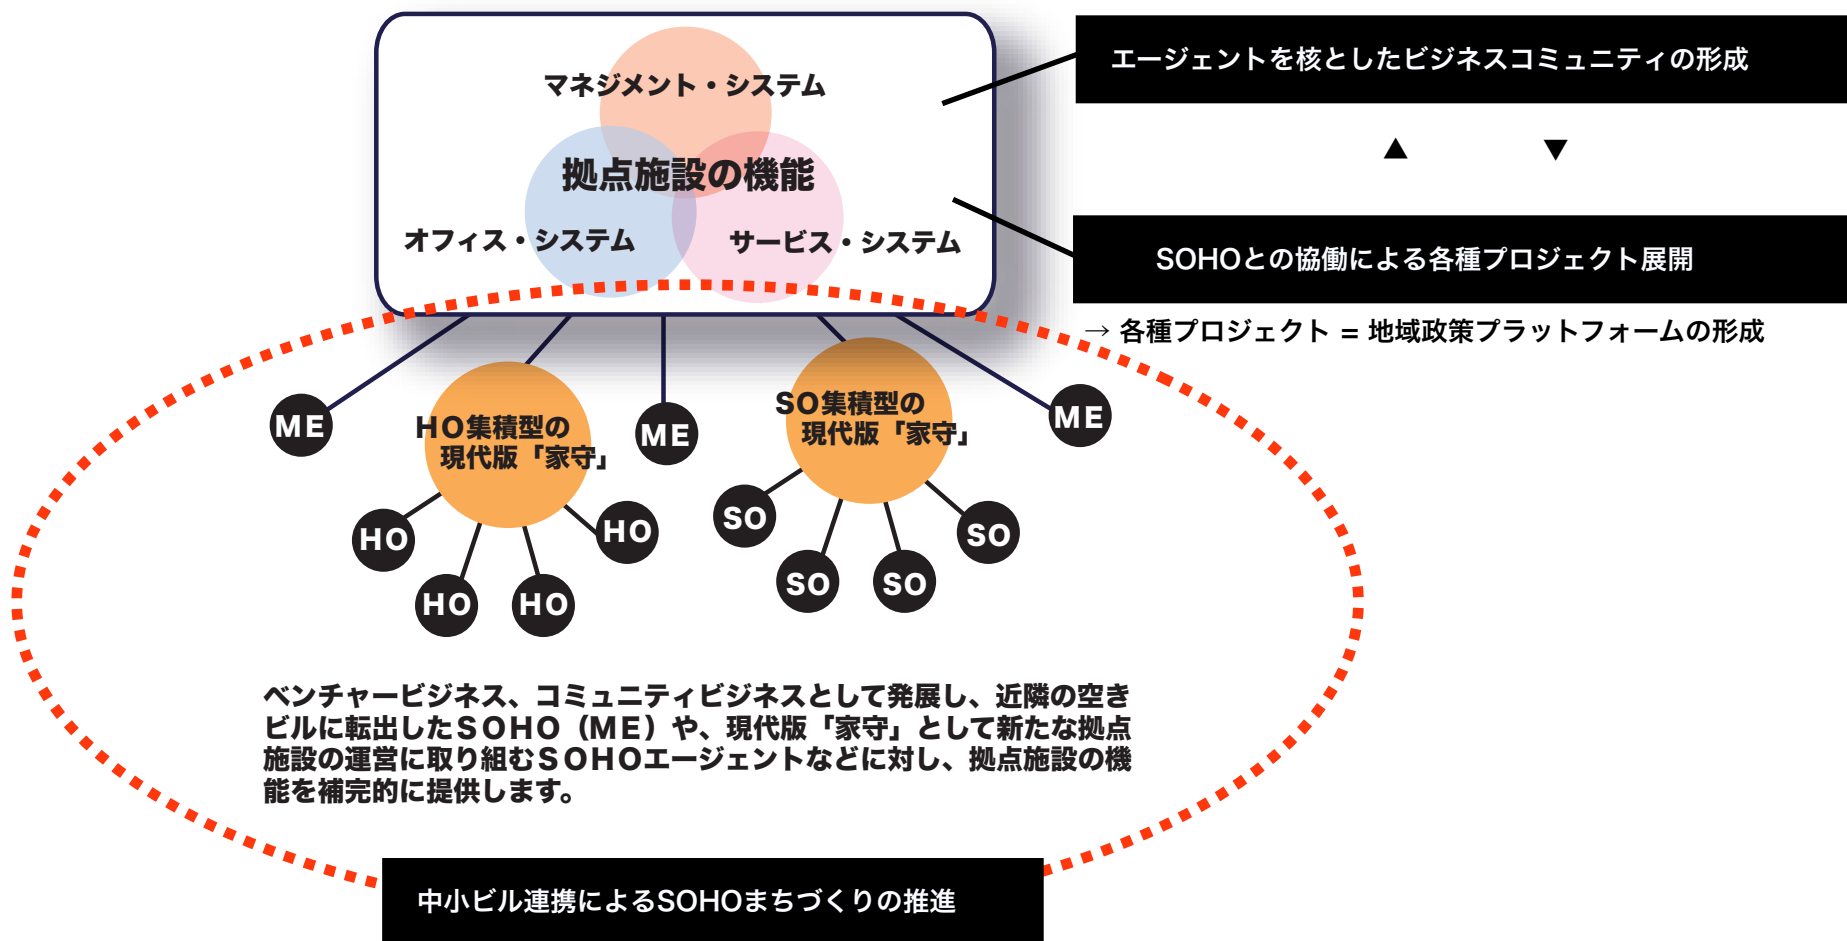 エージェントを核としたビジネスコミュニティの形成
マネジメント・システム
▲ ▼
拠点施設の機能
オフィス・システム
サービス・システム
SOHOとの協働による各種プロジェクト展開
→ 各種プロジェクト = 地域政策プラットフォームの形成
ME
HO集積型の
現代版「家守」
ME
SO集積型の
現代版「家守」
ME
HO
HO
HO
HO
SO
SO
SO
SO
ベンチャービジネス、コミュニティビジネスとして発展し、近隣の空き
ビルに転出したSOHO（ME）や、現代版「家守」として新たな拠点
施設の運営に取り組むSOHOエージェントなどに対し、拠点施設の機
能を補完的に提供します。
中小ビル連携によるSOHOまちづくりの推進